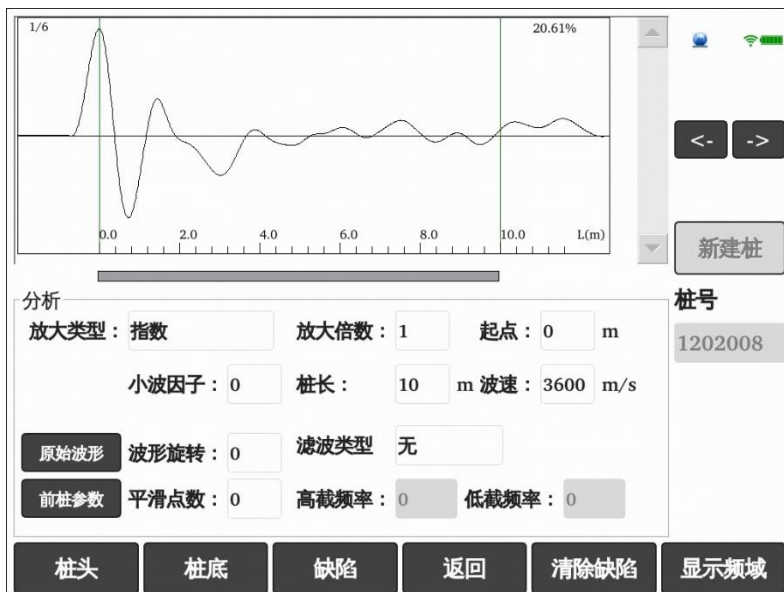 1/6 20.61%
0.0 2.0 4.0 6.0 8.0 10.0 L(m)
<- ->
新建桩
桩号
1202008
分析
放大类型： 指数 放大倍数： 1 起点： 0 m
小波因子： 0 桩长： 10 m 波速： 3600 m/s
原始波形 波形旋转： 0 滤波类型 无
前桩参数 平滑点数： 0 高截频率： 0 低截频率： 0
桩头 桩底 缺陷 返回 清除缺陷 显示频域